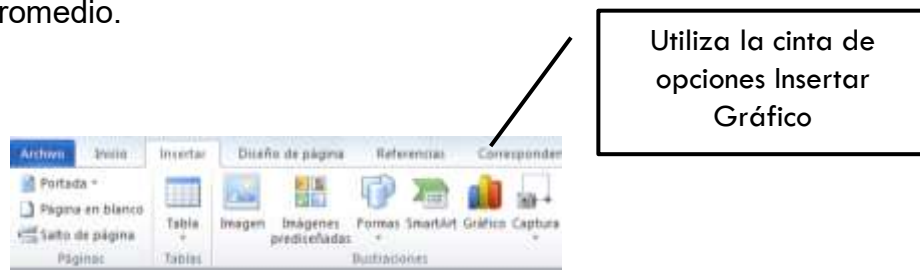 romedio.
Utiliza la cinta de
opciones Insertar
Gráfico
Archivo Inicio Insertar Diseño de página Referencias Corresponden
Portada
Página en blanco
Salto de página
Tabla
Imagen Imágenes prediseñadas Formas SmartArt Gráfico Captura
Páginas Tablas Ilustraciones